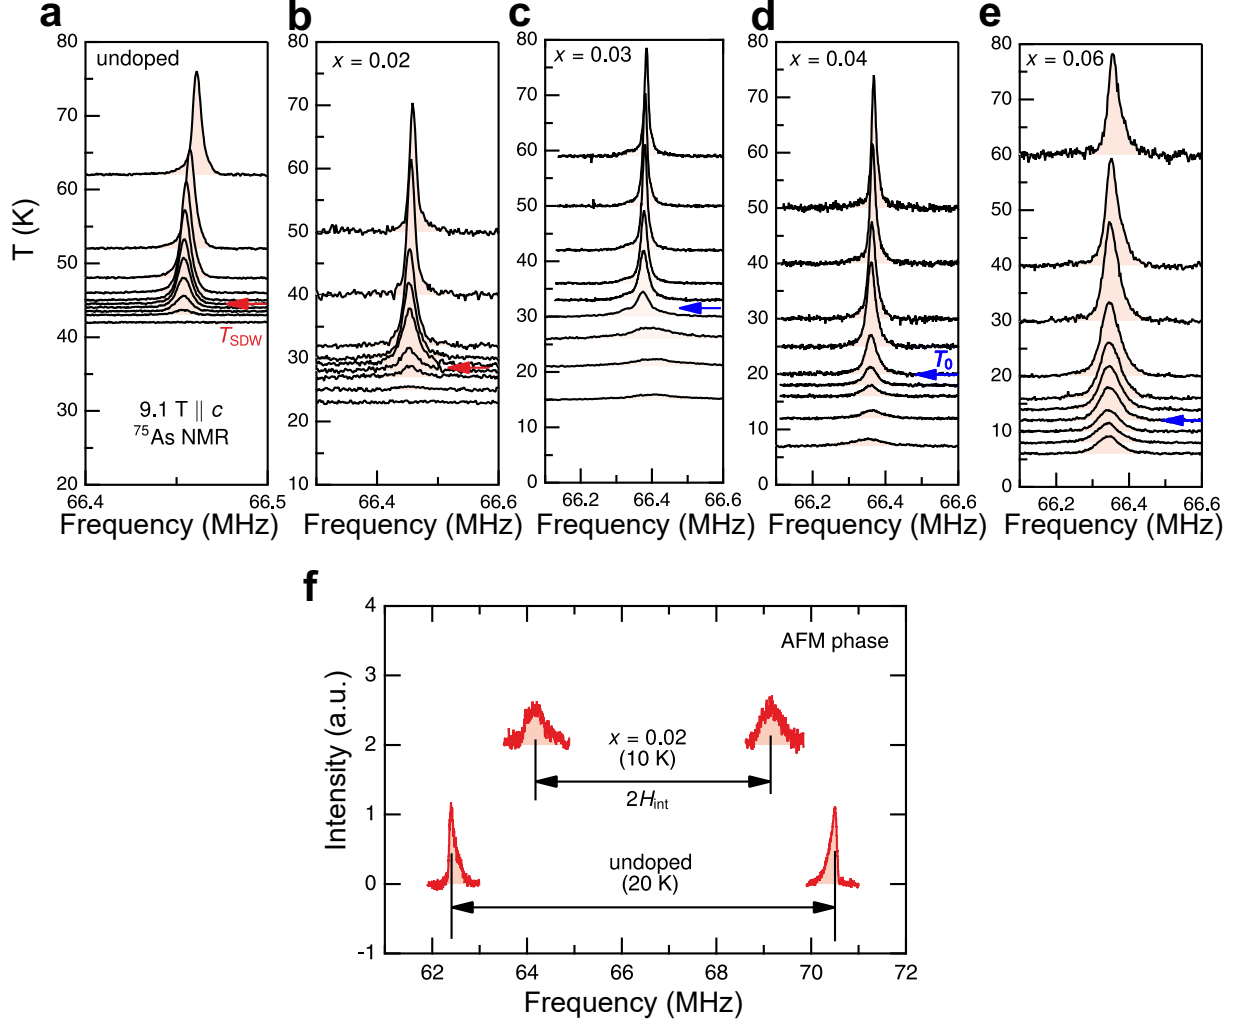 a
b
c
d
e
undoped
x = 0.02
x = 0.03
x = 0.04
x = 0.06
T (K)
80
70
60
50
40
30
20
80
70
60
50
40
30
20
10
80
70
60
50
40
30
20
10
0
80
70
60
50
40
30
20
10
0
80
60
50
40
30
20
10
0
T_SDW
T_0
9.1 T || c
⁷⁵As NMR
66.4 66.5
66.4 66.6
66.2 66.4 66.6
66.2 66.4 66.6
66.2 66.4 66.6
Frequency (MHz)
Frequency (MHz)
Frequency (MHz)
Frequency (MHz)
Frequency (MHz)
f
Intensity (a.u.)
4
3
2
1
0
-1
AFM phase
x = 0.02
(10 K)
2H_int
undoped
(20 K)
62 64 66 68 70 72
Frequency (MHz)